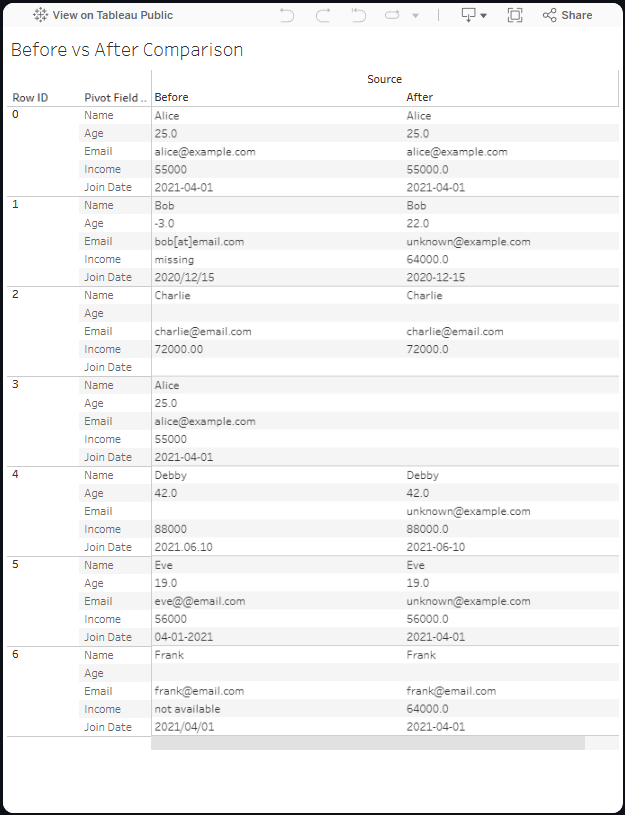 View on Tableau Public Share
Before vs After Comparison
Source
Row ID Pivot Field .. Before After
0 Name Alice Alice
Age 25.0 25.0
Email alice@example.com alice@example.com
Income 55000 55000.0
Join Date 2021-04-01 2021-04-01
1 Name Bob Bob
Age -3.0 22.0
Email bob[at]email.com unknown@example.com
Income missing 64000.0
Join Date 2020/12/15 2020-12-15
2 Name Charlie Charlie
Age
Email charlie@email.com charlie@email.com
Income 72000.00 72000.0
Join Date
3 Name Alice
Age 25.0
Email alice@example.com
Income 55000
Join Date 2021-04-01
4 Name Debby Debby
Age 42.0 42.0
Email unknown@example.com
Income 88000 88000.0
Join Date 2021.06.10 2021-06-10
5 Name Eve Eve
Age 19.0 19.0
Email eve@@email.com unknown@example.com
Income 56000 56000.0
Join Date 04-01-2021 2021-04-01
6 Name Frank Frank
Age
Email frank@email.com frank@email.com
Income not available 64000.0
Join Date 2021/04/01 2021-04-01